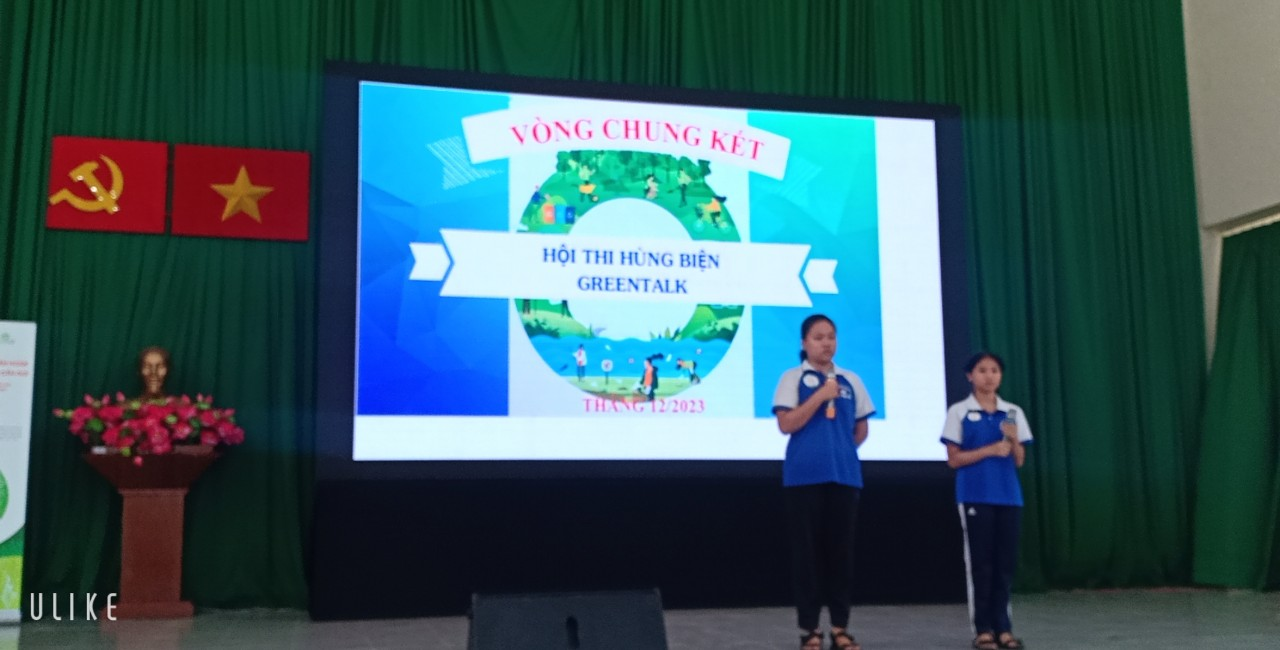 VÒNG CHUNG KẾT
HỘI THI HÙNG BIỆN
GREENTALK
THÁNG 12/2023
ULIKE